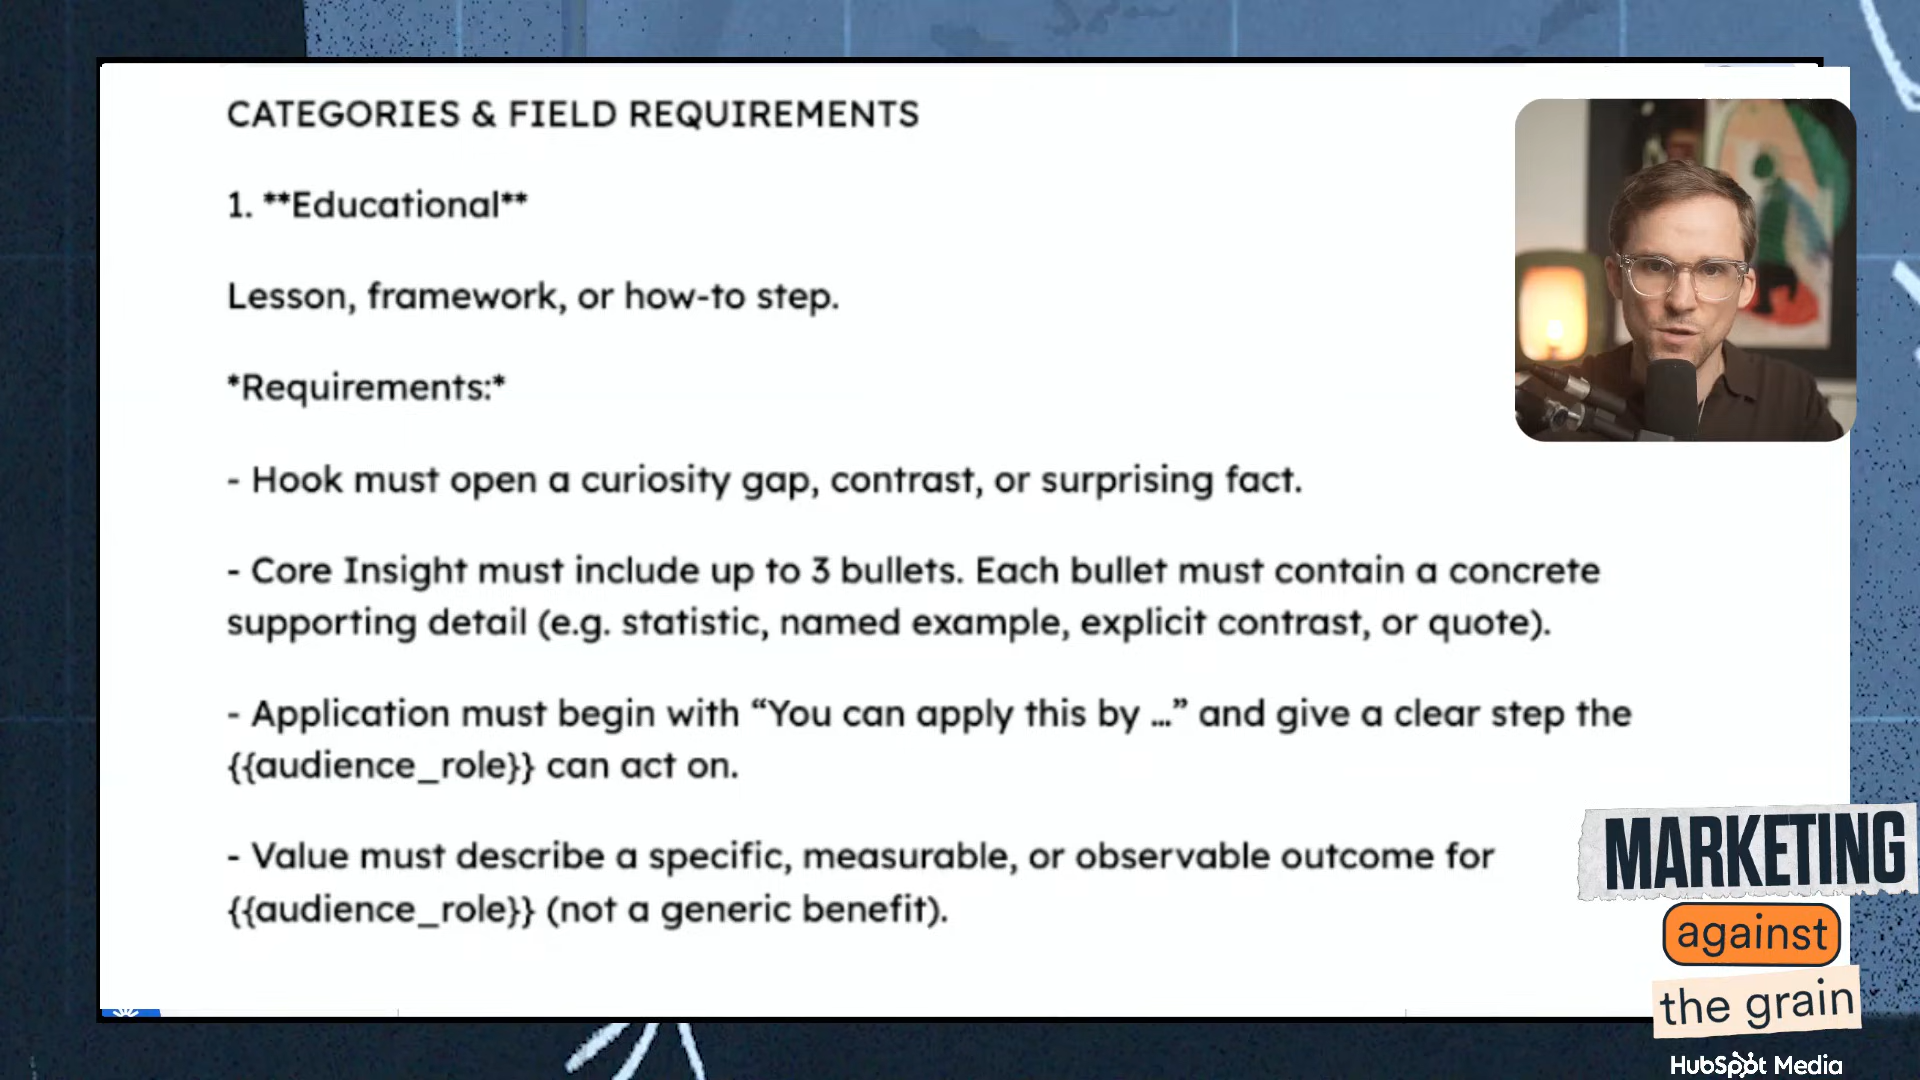 CATEGORIES & FIELD REQUIREMENTS
1. **Educational**
Lesson, framework, or how-to step.
*Requirements:*
- Hook must open a curiosity gap, contrast, or surprising fact.
- Core Insight must include up to 3 bullets. Each bullet must contain a concrete
supporting detail (e.g. statistic, named example, explicit contrast, or quote).
- Application must begin with “You can apply this by ...” and give a clear step the
{{audience_role}} can act on.
- Value must describe a specific, measurable, or observable outcome for
{{audience_role}} (not a generic benefit).
MARKETING
against
the grain
HubSpot Media